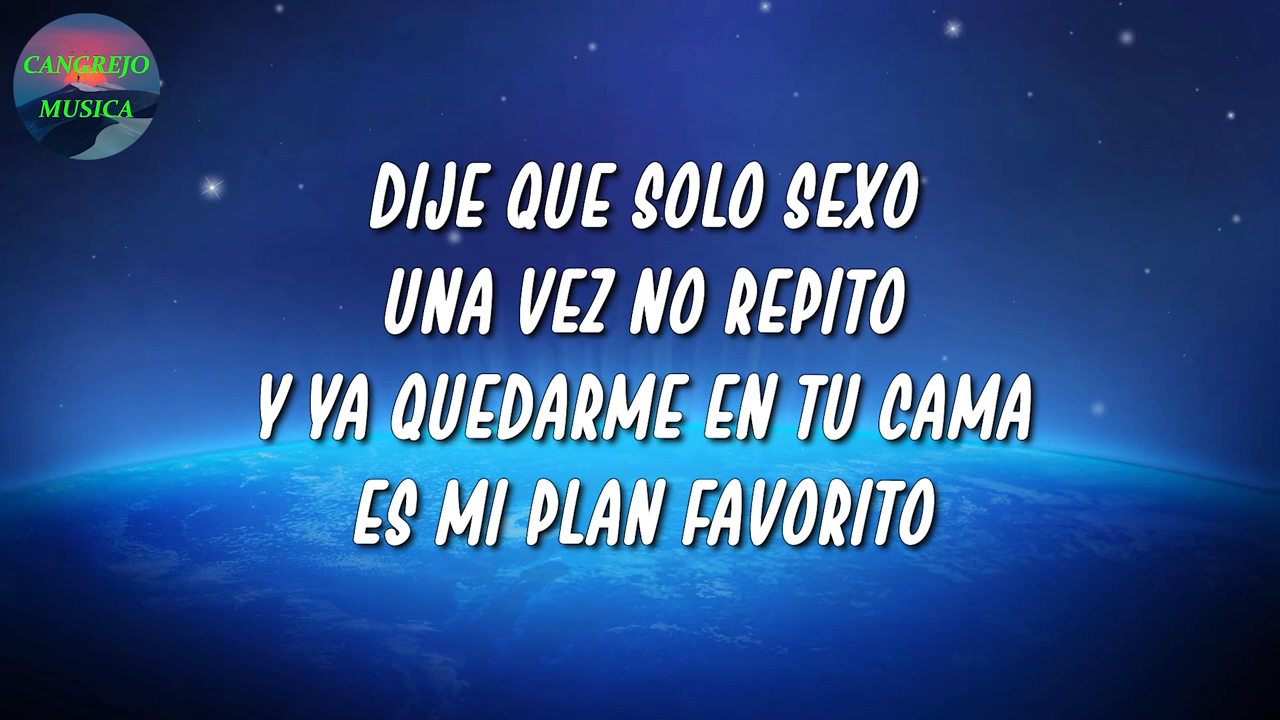 CANGREJO
MUSICA
DIJE QUE SOLO SEXO
UNA VEZ NO REPITO
Y YA QUEDARME EN TU CAMA
ES MI PLAN FAVORITO